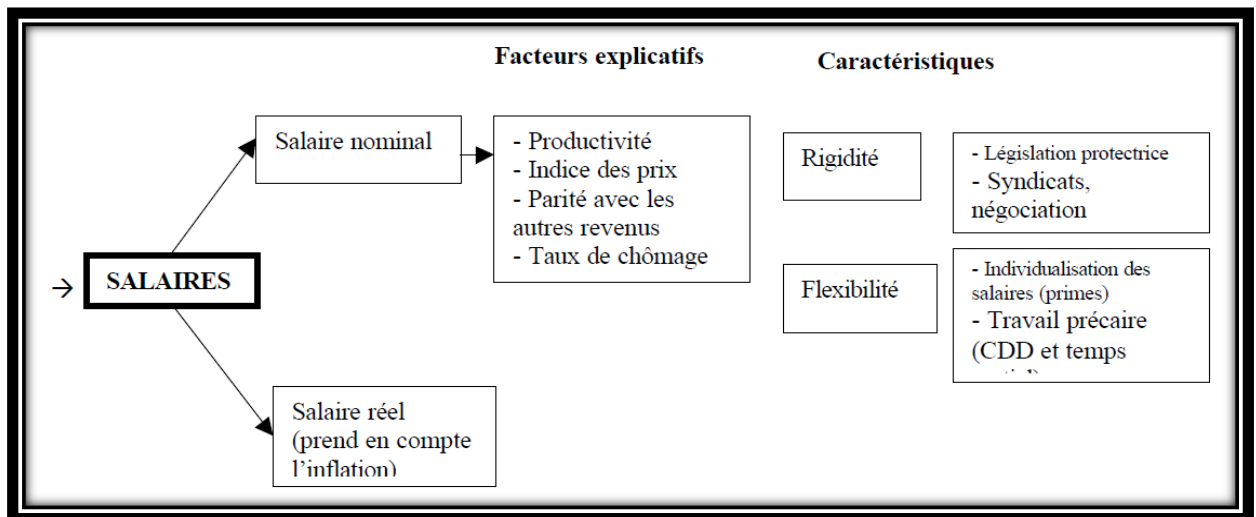 Facteurs explicatifs
Caractéristiques
Salaire nominal
- Productivité
- Indice des prix
- Parité avec les
autres revenus
- Taux de chômage
Rigidité
- Législation protectrice
- Syndicats,
négociation
→ SALAIRES
Flexibilité
- Individualisation des
salaires (primes)
- Travail précaire
(CDD et temps
Salaire réel
(prend en compte
l’inflation)